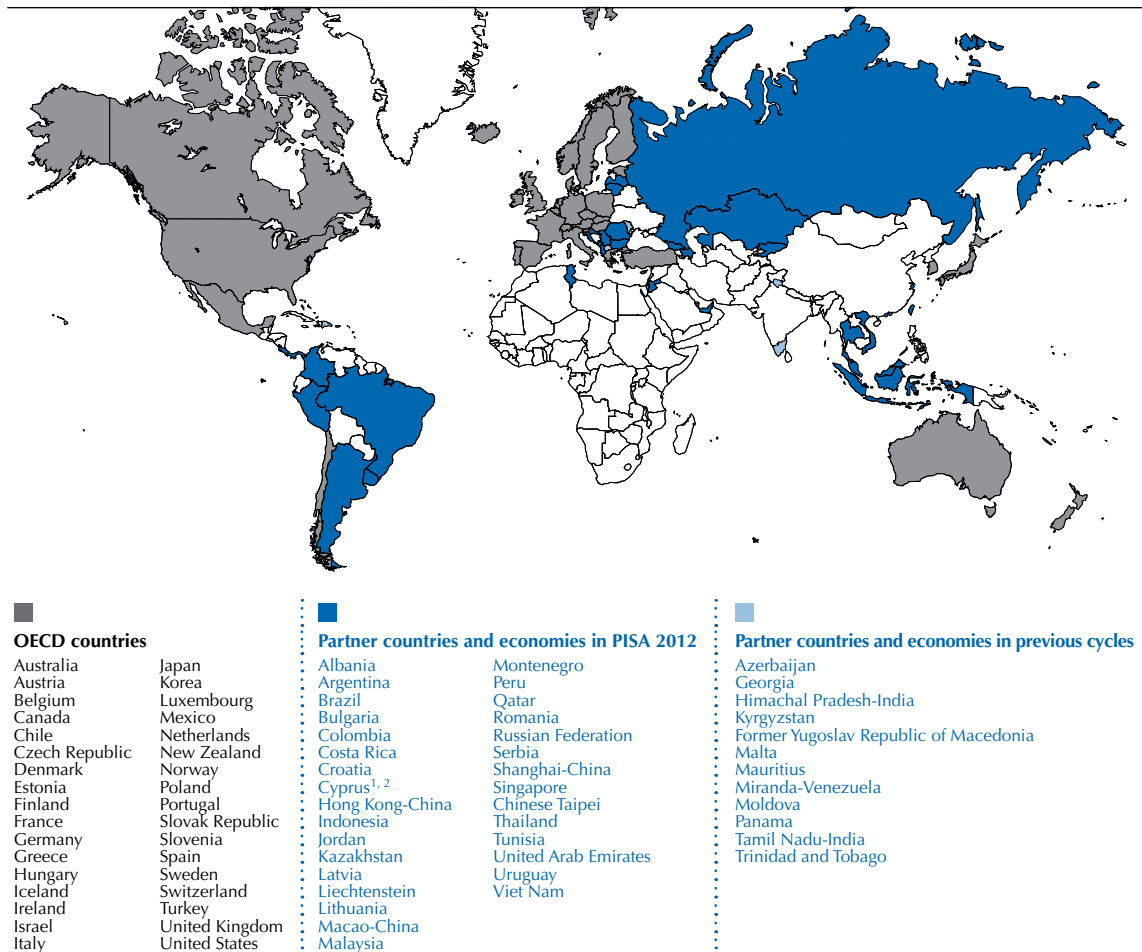 OECD countries
Australia
Austria
Belgium
Canada
Chile
Czech Republic
Denmark
Estonia
Finland
France
Germany
Greece
Hungary
Iceland
Ireland
Israel
Italy
Japan
Korea
Luxembourg
Mexico
Netherlands
New Zealand
Norway
Poland
Portugal
Slovak Republic
Slovenia
Spain
Sweden
Switzerland
Turkey
United Kingdom
United States
Partner countries and economies in PISA 2012
Albania
Argentina
Brazil
Bulgaria
Colombia
Costa Rica
Croatia
Cyprus1, 2
Hong Kong-China
Indonesia
Jordan
Kazakhstan
Latvia
Liechtenstein
Lithuania
Macao-China
Malaysia
Montenegro
Peru
Qatar
Romania
Russian Federation
Serbia
Shanghai-China
Singapore
Chinese Taipei
Thailand
Tunisia
United Arab Emirates
Uruguay
Viet Nam
Partner countries and economies in previous cycles
Azerbaijan
Georgia
Himachal Pradesh-India
Kyrgyzstan
Former Yugoslav Republic of Macedonia
Malta
Mauritius
Miranda-Venezuela
Moldova
Panama
Tamil Nadu-India
Trinidad and Tobago